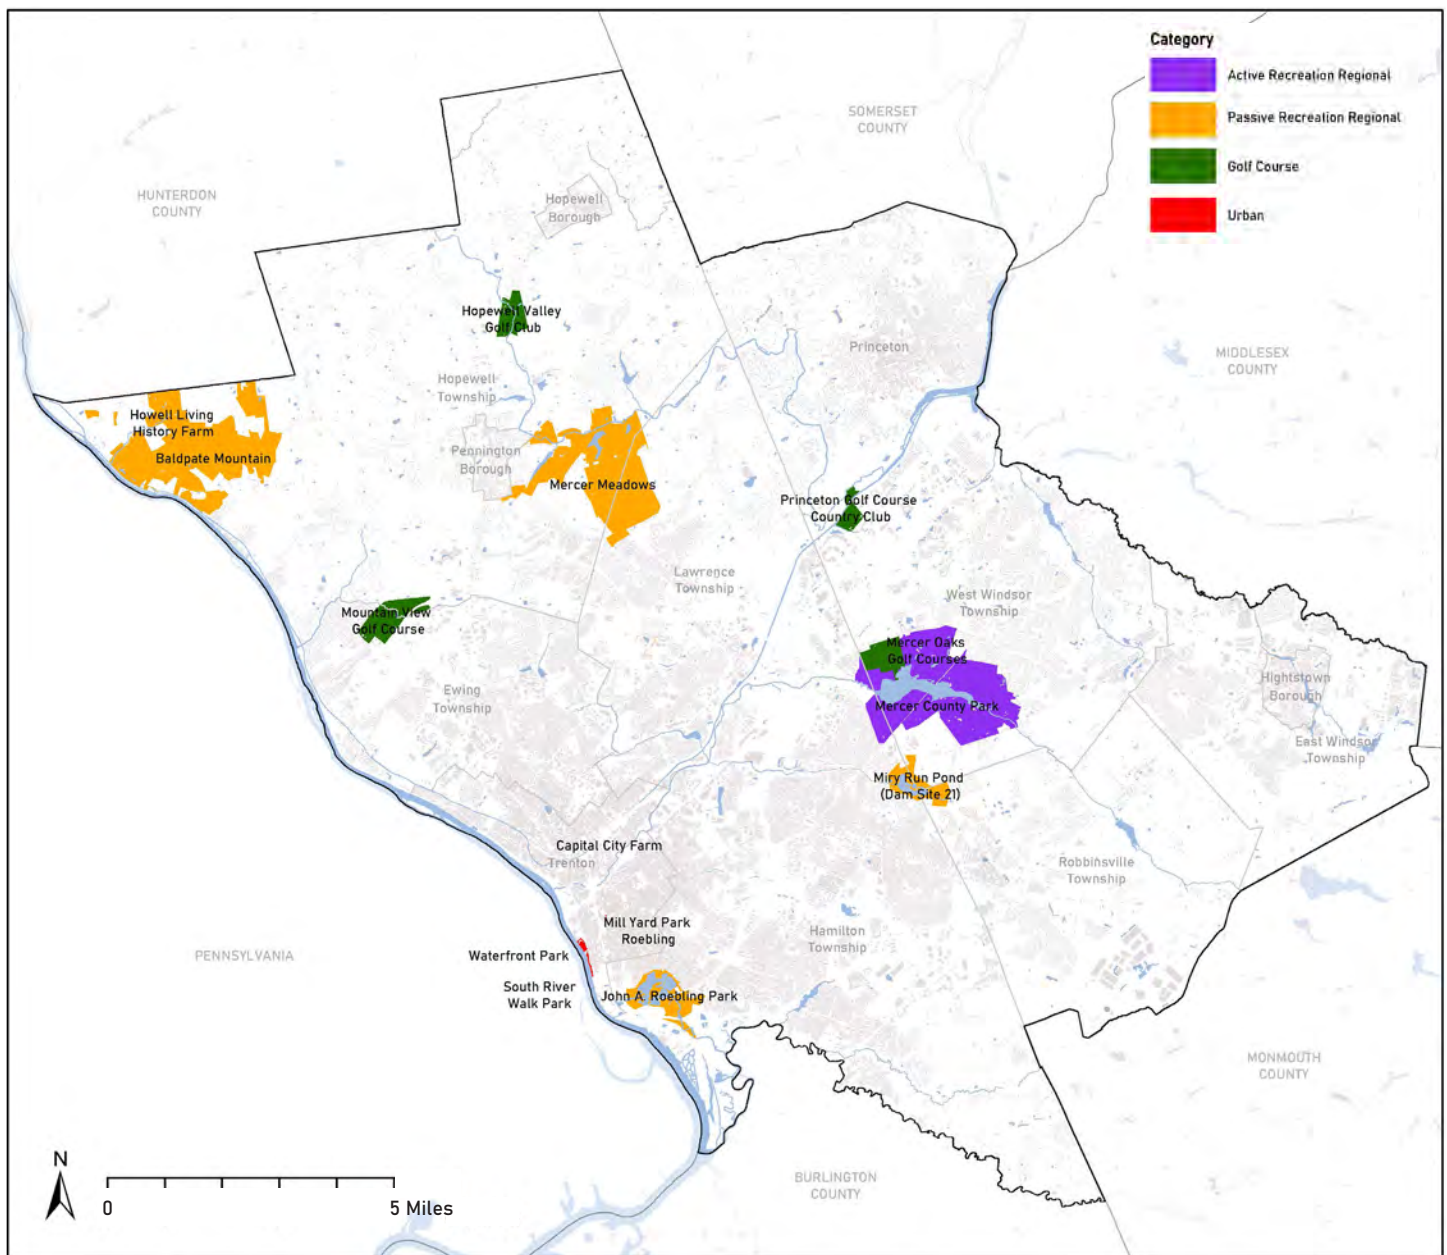 Category
Active Recreation Regional
Passive Recreation Regional
Golf Course
Urban
SOMERSET
COUNTY
HUNTERDON
COUNTY
Hopewell
Borough
Hopewell Valley
Golf Club
Princeton
MIDDLESEX
COUNTY
Hopewell
Township
Howell Living
History Farm
Baldpate Mountain
Pennington
Borough
Mercer Meadows
Princeton Golf Course
Country Club
Lawrence
Township
West Windsor
Township
Mountain View
Golf Course
Mercer Oaks
Golf Courses
Mercer County Park
Hightstown
Borough
Ewing
Township
East Windsor
Township
Miry Run Pond
(Dam Site 21)
Capital City Farm
Trenton
Robbinsville
Township
Mill Yard Park
Roebling
Hamilton
Township
Waterfront Park
PENNSYLVANIA
South River
Walk Park
John A. Roebling Park
MONMOUTH
COUNTY
BURLINGTON
COUNTY
N
0
5 Miles